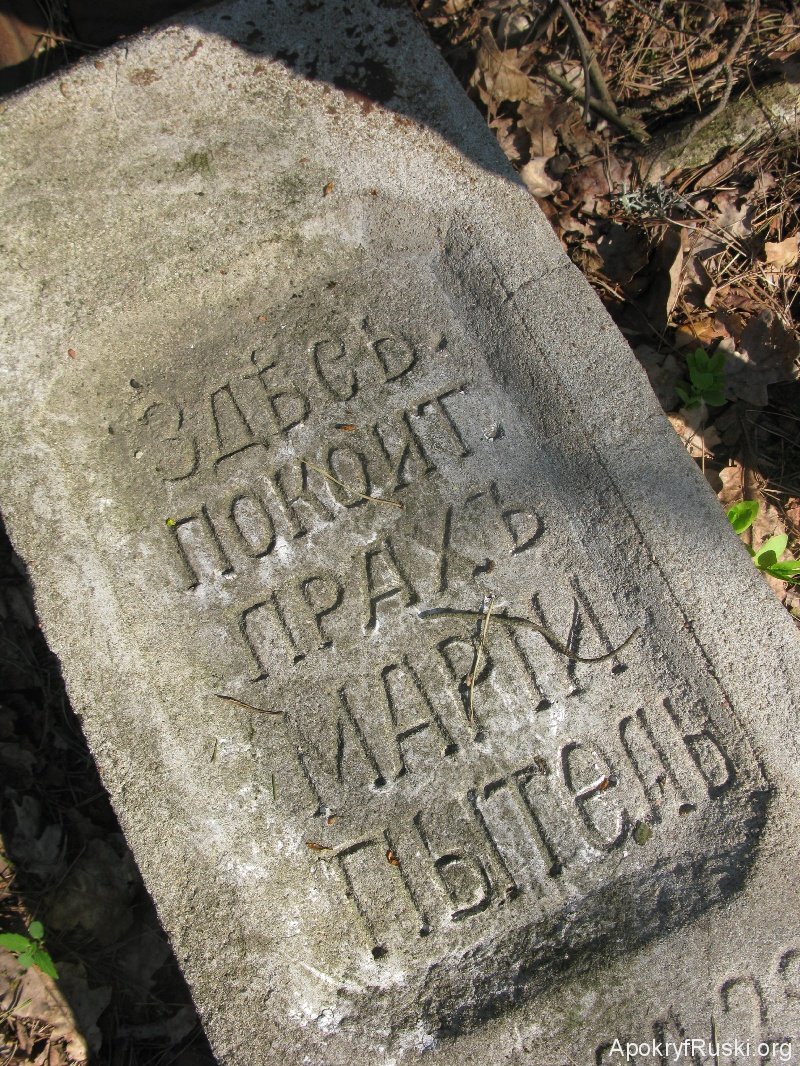 ЗДѢСЬ.
ПОКОИТ.
ПРАХЪ
МАРІИ
ПЫТЕЛЬ
ApokryfRuski.org